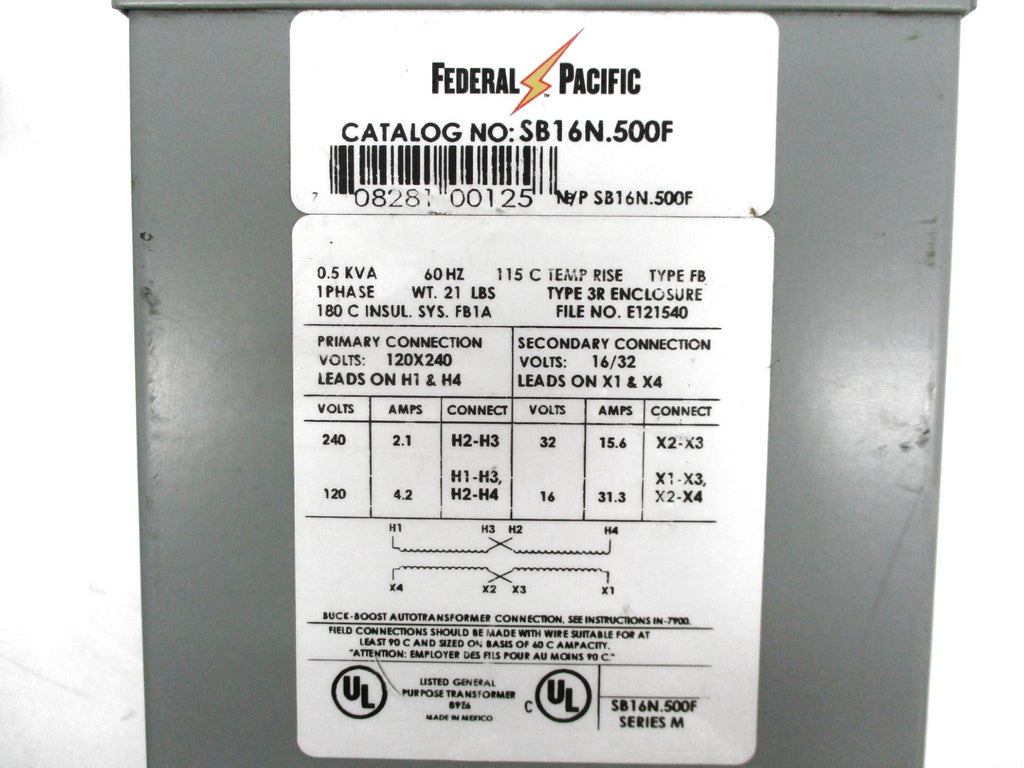 FEDERAL PACIFIC
TM
CATALOG NO: SB16N.500F
7 08281 00125 N/P SB16N.500F
0.5 KVA 60 HZ 115 C TEMP RISE TYPE FB
1PHASE WT. 21 LBS TYPE 3R ENCLOSURE
180 C INSUL. SYS. FB1A FILE NO. E121540
PRIMARY CONNECTION SECONDARY CONNECTION
VOLTS: 120X240 VOLTS: 16/32
LEADS ON H1 & H4 LEADS ON X1 & X4
VOLTS AMPS CONNECT VOLTS AMPS CONNECT
240 2.1 H2-H3 32 15.6 X2-X3
H1-H3, X1-X3,
120 4.2 H2-H4 16 31.3 X2-X4
H1 H3 H2 H4
X4 X2 X3 X1
BUCK-BOOST AUTOTRANSFORMER CONNECTION, SEE INSTRUCTIONS IN-7900.
FIELD CONNECTIONS SHOULD BE MADE WITH WIRE SUITABLE FOR AT
LEAST 90 C AND SIZED ON BASIS OF 60 C AMPACITY.
"ATTENTION: EMPLOYER DES FILS POUR AU MOINS 90 C."
UL LISTED GENERAL C UL
PURPOSE TRANSFORMER
89E6
MADE IN MEXICO
SB16N.500F
SERIES M